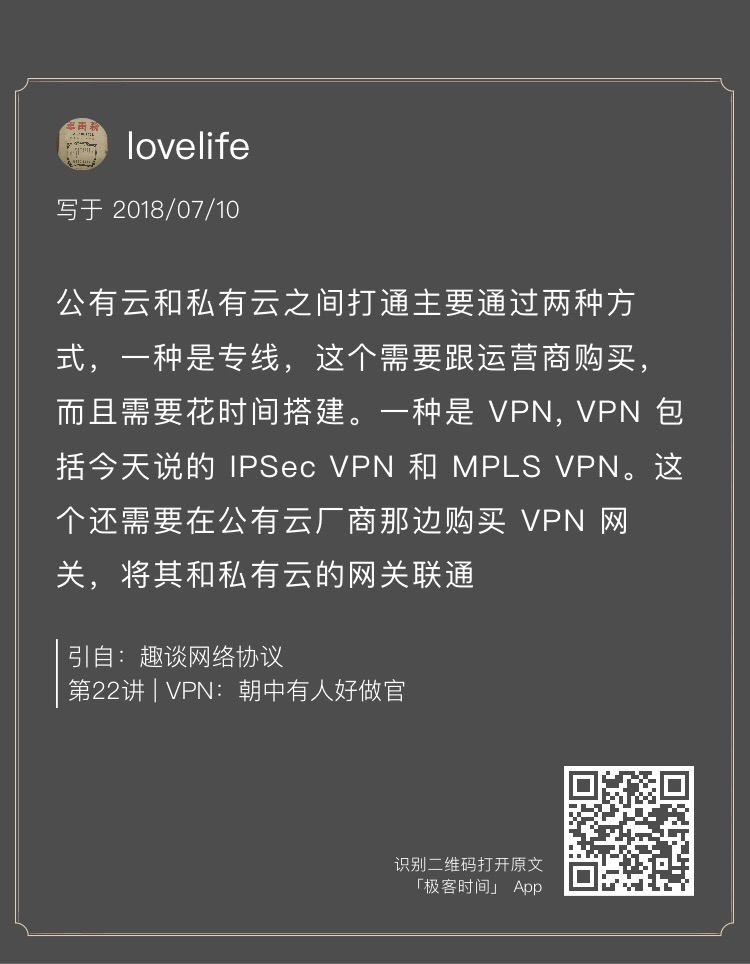 lovelife
写于 2018/07/10
公有云和私有云之间打通主要通过两种方
式，一种是专线，这个需要跟运营商购买，
而且需要花时间搭建。一种是 VPN, VPN 包
括今天说的 IPSec VPN 和 MPLS VPN。这
个还需要在公有云厂商那边购买 VPN 网
关，将其和私有云的网关联通
引自：趣谈网络协议
第22讲 | VPN：朝中有人好做官
识别二维码打开原文
「极客时间」 App